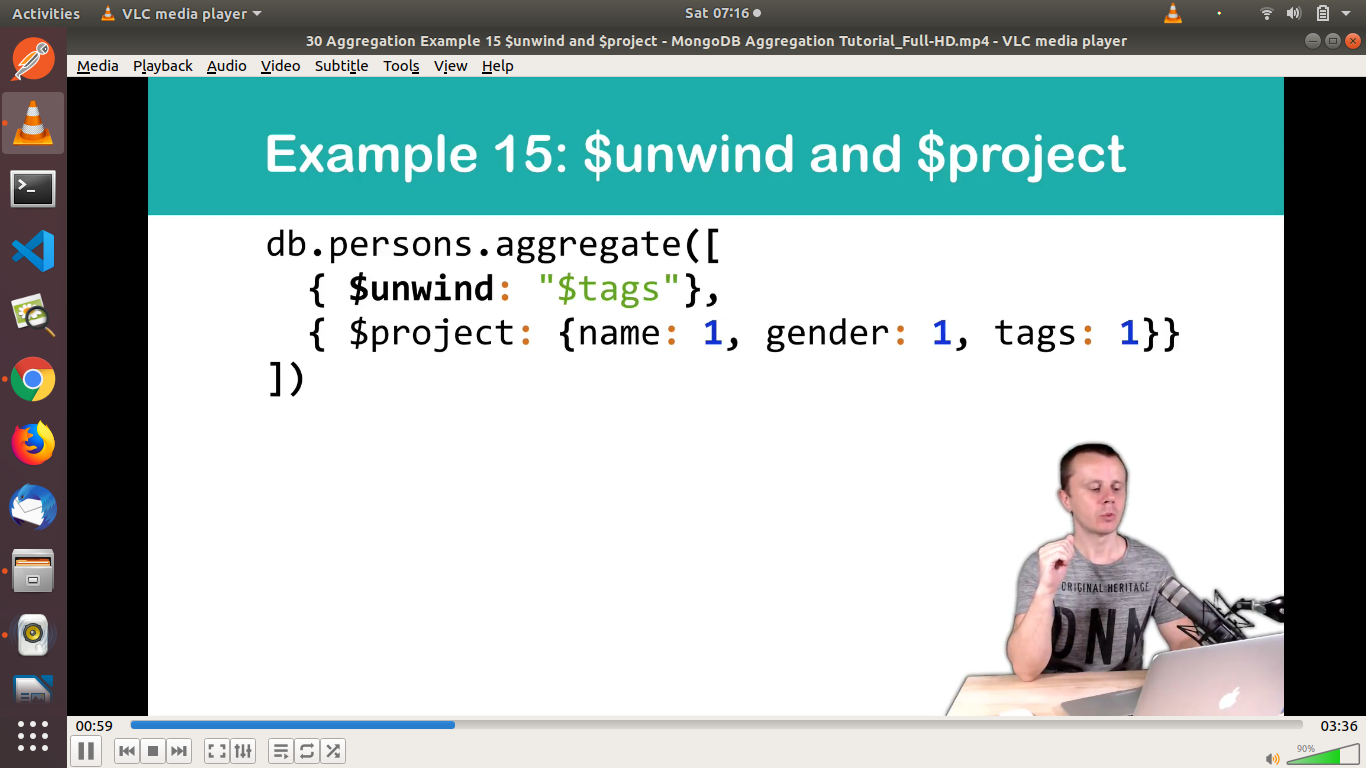 Activities VLC media player Sat 07:16
30 Aggregation Example 15 $unwind and $project - MongoDB Aggregation Tutorial_Full-HD.mp4 - VLC media player
Media Playback Audio Video Subtitle Tools View Help
Example 15: $unwind and $project
db.persons.aggregate([
{ $unwind: "$tags"},
{ $project: {name: 1, gender: 1, tags: 1}}
])
ORIGINAL HERITAGE
DNM
00:59 03:36
90%